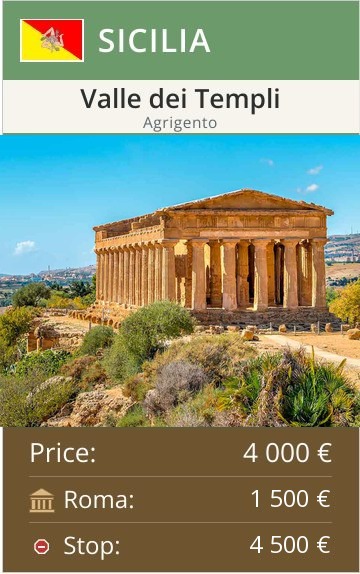 SICILIA
Valle dei Templi
Agrigento
Price: 4 000 €
Roma: 1 500 €
Stop: 4 500 €